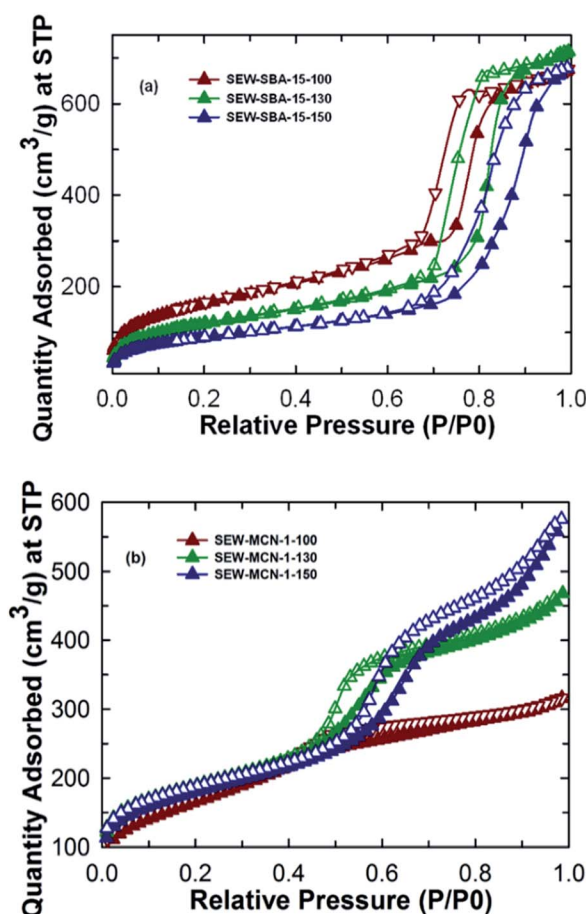 (a)
SEW-SBA-15-100
SEW-SBA-15-130
SEW-SBA-15-150
600
400
200
0.0 0.2 0.4 0.6 0.8 1.0
Relative Pressure (P/P0)
Quantity Adsorbed (cm³/g) at STP
(b)
SEW-MCN-1-100
SEW-MCN-1-130
SEW-MCN-1-150
600
500
400
300
200
100
0.0 0.2 0.4 0.6 0.8 1.0
Relative Pressure (P/P0)
Quantity Adsorbed (cm³/g) at STP